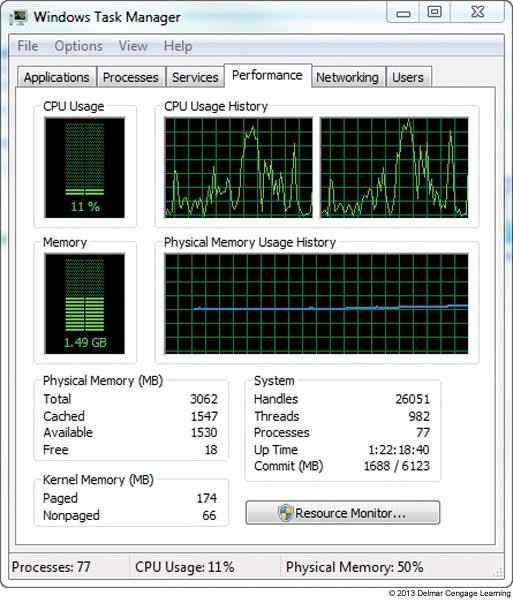 Windows Task Manager
File Options View Help
Applications Processes Services Performance Networking Users
CPU Usage CPU Usage History
11 %
Memory Physical Memory Usage History
1.49 GB
Physical Memory (MB)
Total 3062
Cached 1547
Available 1530
Free 18
Kernel Memory (MB)
Paged 174
Nonpaged 66
System
Handles 26051
Threads 982
Processes 77
Up Time 1:22:18:40
Commit (MB) 1688 / 6123
Resource Monitor...
Processes: 77 CPU Usage: 11% Physical Memory: 50%
© 2013 Delmar Cengage Learning